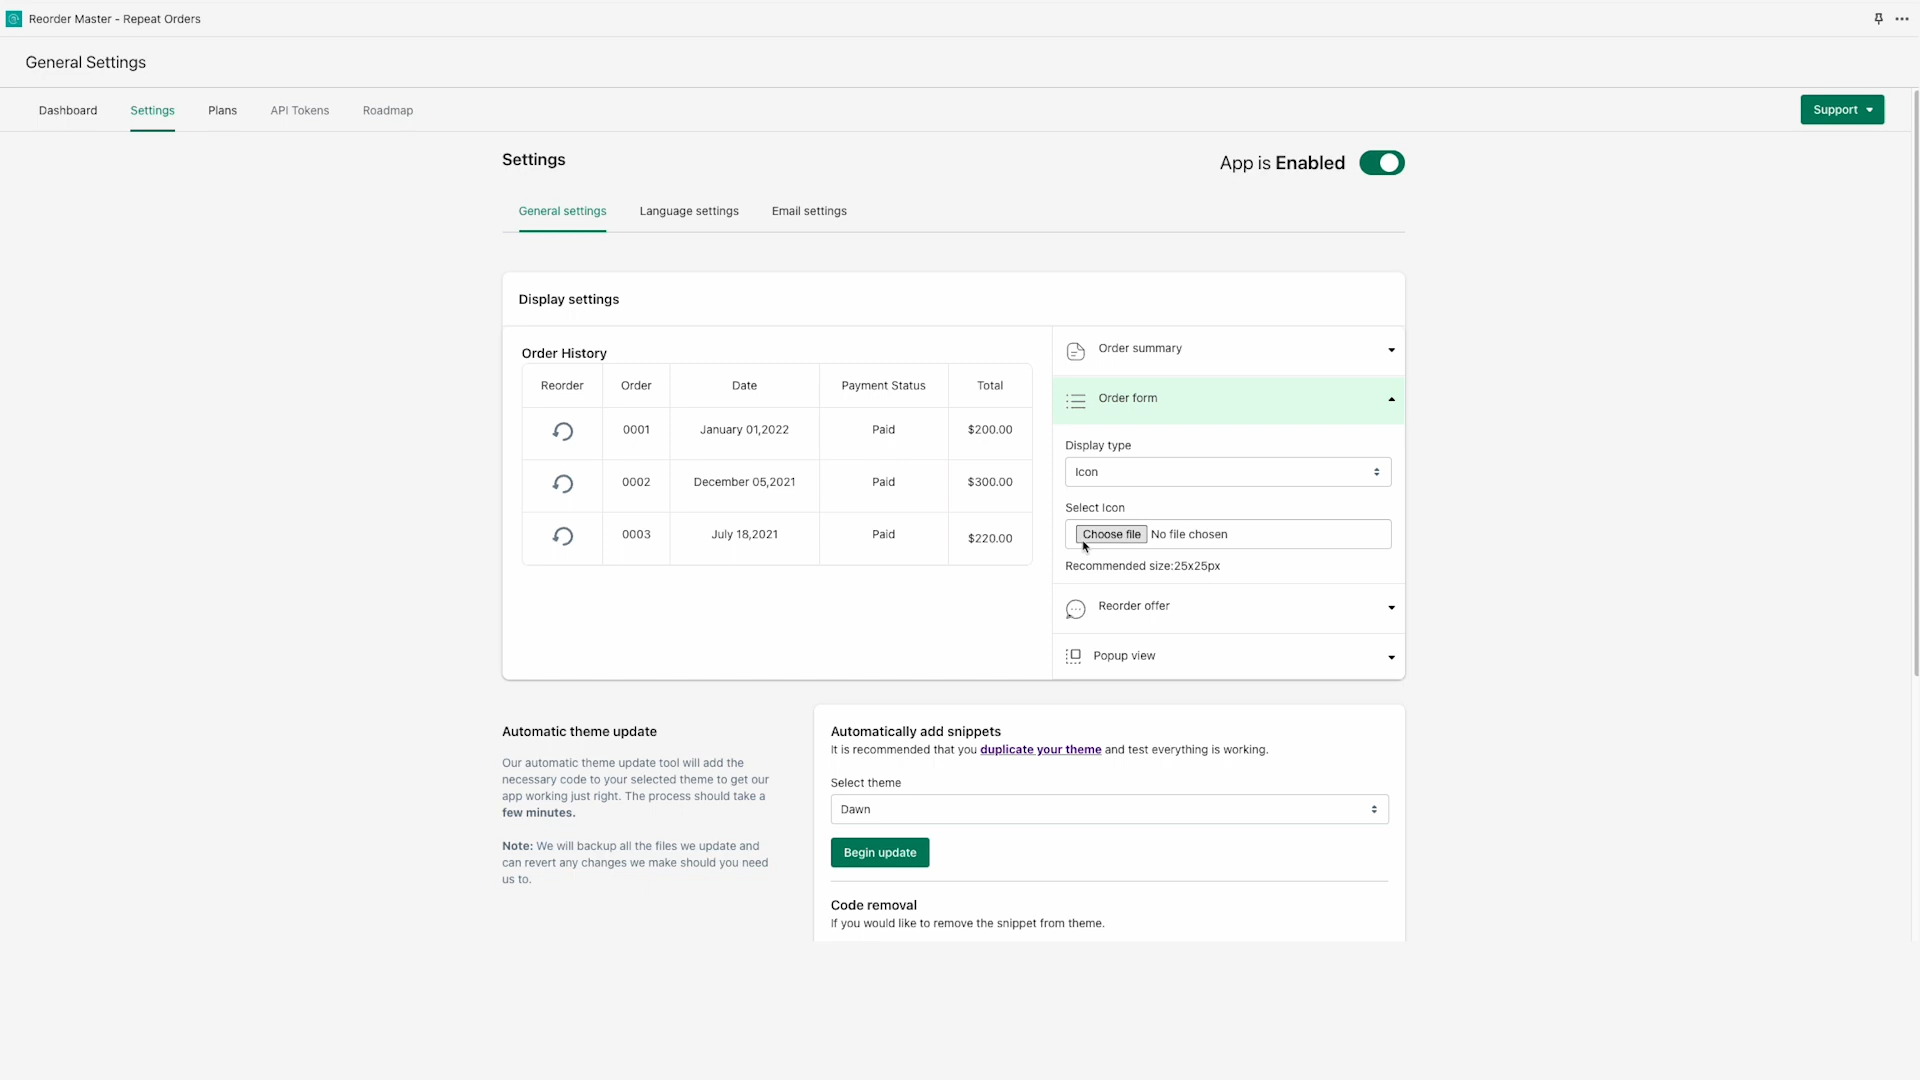 Reorder Master - Repeat Orders
General Settings
Dashboard
Settings
Plans
API Tokens
Roadmap
Support
Settings
App is Enabled
General settings
Language settings
Email settings
Display settings
Order History
Reorder Order Date Payment Status Total
0001 January 01,2022 Paid $200.00
0002 December 05,2021 Paid $300.00
0003 July 18,2021 Paid $220.00
Order summary
Order form
Display type
Icon
Select Icon
Choose file No file chosen
Recommended size:25x25px
Reorder offer
Popup view
Automatic theme update
Our automatic theme update tool will add the
necessary code to your selected theme to get our
app working just right. The process should take a
few minutes.
Note: We will backup all the files we update and
can revert any changes we make should you need
us to.
Automatically add snippets
It is recommended that you duplicate your theme and test everything is working.
Select theme
Dawn
Begin update
Code removal
If you would like to remove the snippet from theme.